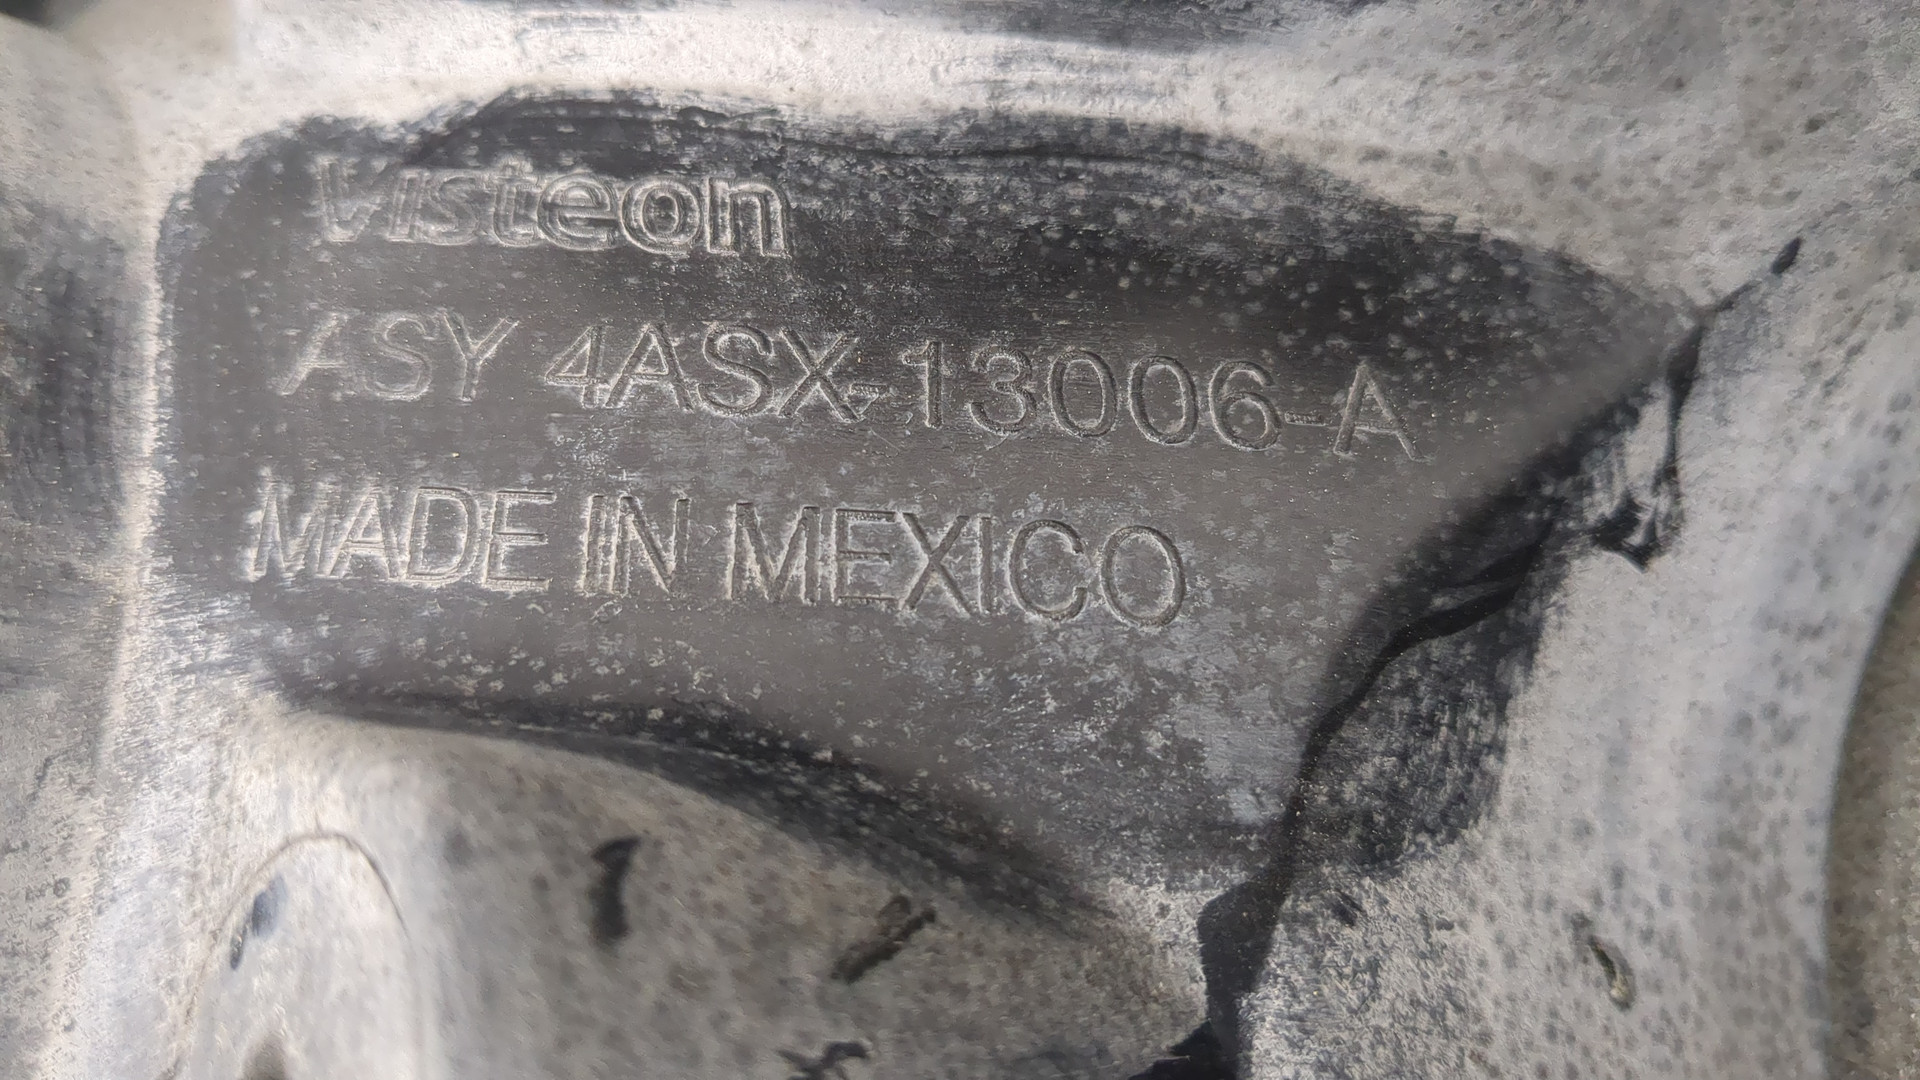 Visteon
ASY 4ASX-13006-A
MADE IN MEXICO